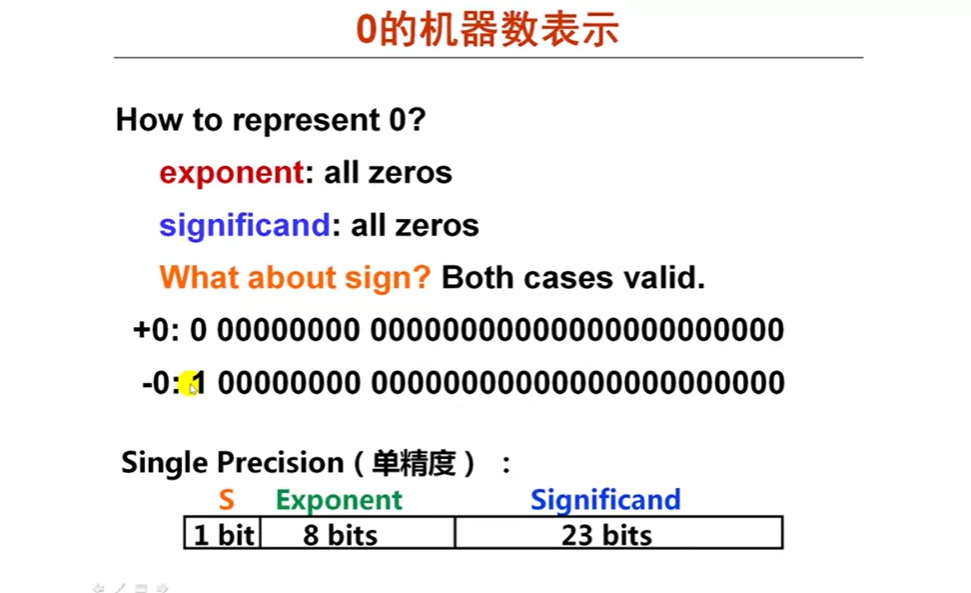 0的机器数表示
How to represent 0?
exponent: all zeros
significand: all zeros
What about sign? Both cases valid.
+0: 0 00000000 00000000000000000000000
-0: 1 00000000 00000000000000000000000
Single Precision（单精度）：
S Exponent Significand
1 bit 8 bits 23 bits